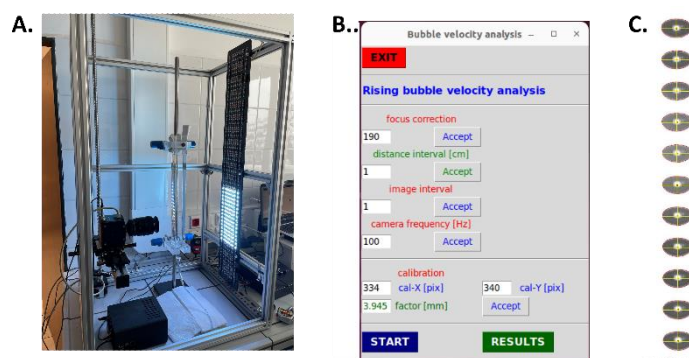 A.
B..
C.
Bubble velocity analysis
EXIT
Rising bubble velocity analysis
focus correction
190 Accept
distance interval [cm]
1 Accept
image interval
1 Accept
camera frequency [Hz]
100 Accept
calibration
334 cal-X [pix] 340 cal-Y [pix]
3.945 factor [mm] Accept
START RESULTS